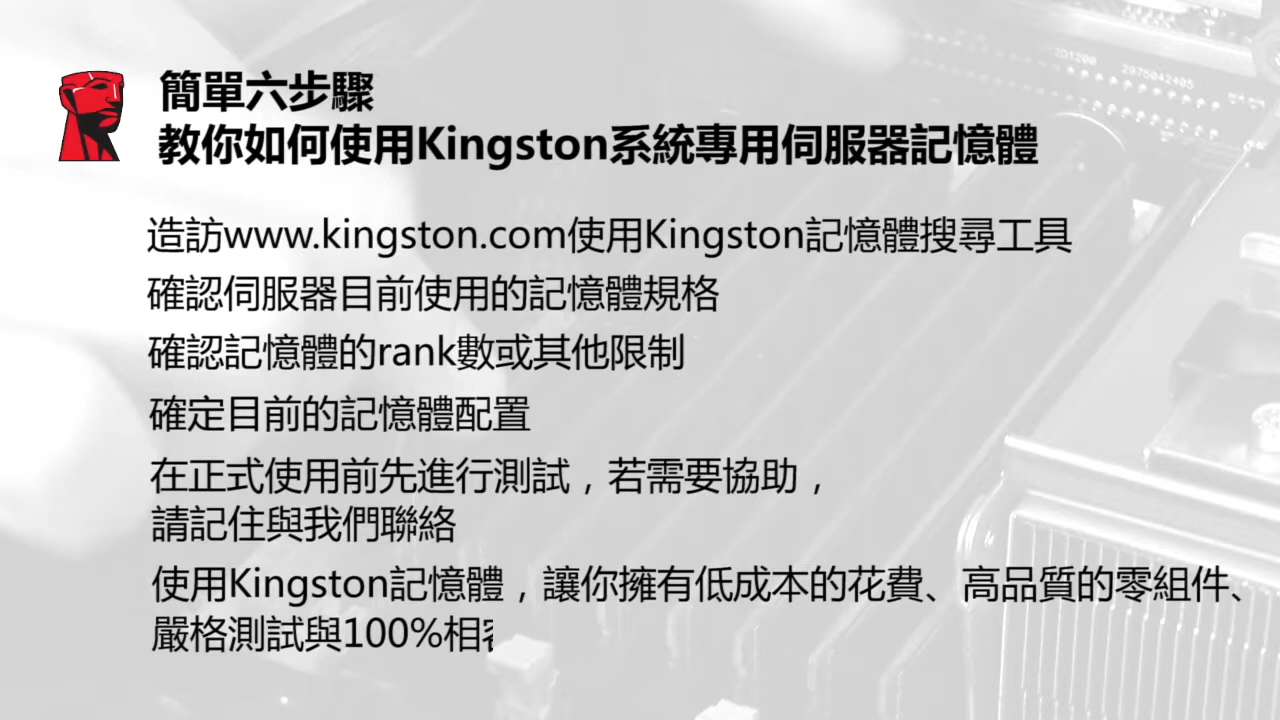 簡單六步驟
教你如何使用Kingston系統專用伺服器記憶體
造訪www.kingston.com使用Kingston記憶體搜尋工具
確認伺服器目前使用的記憶體規格
確認記憶體的rank數或其他限制
確定目前的記憶體配置
在正式使用前先進行測試，若需要協助，
請記住與我們聯絡
使用Kingston記憶體，讓你擁有低成本的花費、高品質的零組件、
嚴格測試與100%相
2975042405